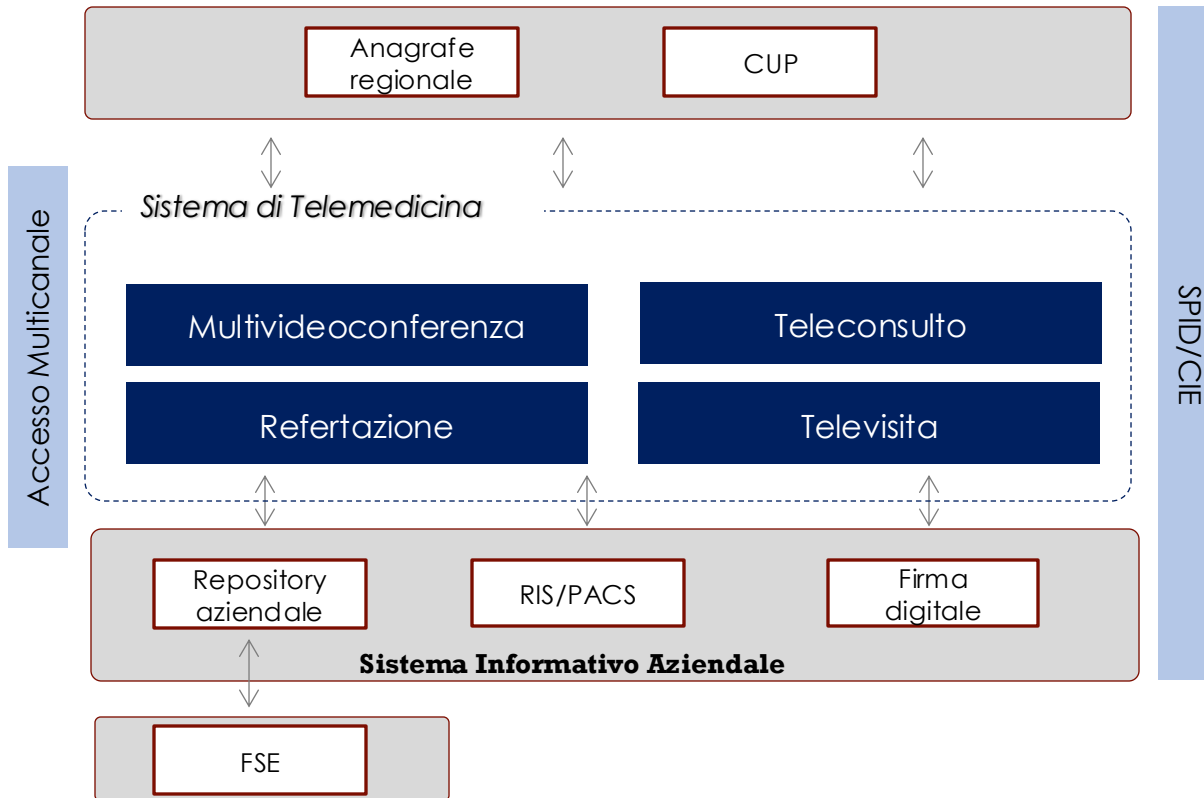 Anagrafe
regionale
CUP
Accesso Multicanale
SPID/CIE
Sistema di Telemedicina
Multivideoconferenza
Teleconsulto
Refertazione
Televisita
Repository
aziendale
RIS/PACS
Firma
digitale
Sistema Informativo Aziendale
FSE